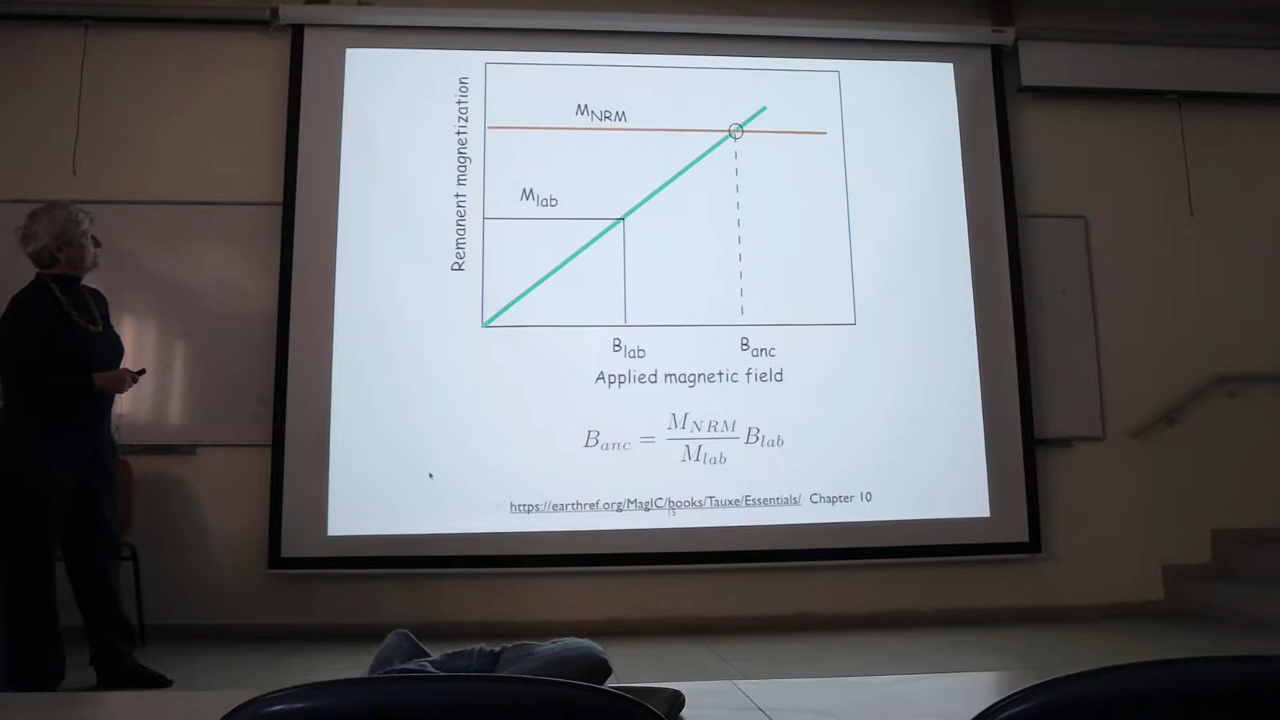 Remanent magnetization
M_NRM
M_lab
B_lab
B_anc
Applied magnetic field
B_anc = M_NRM / M_lab B_lab
https://earthref.org/MagIC/books/Tauxe/Essentials/ Chapter 10
15